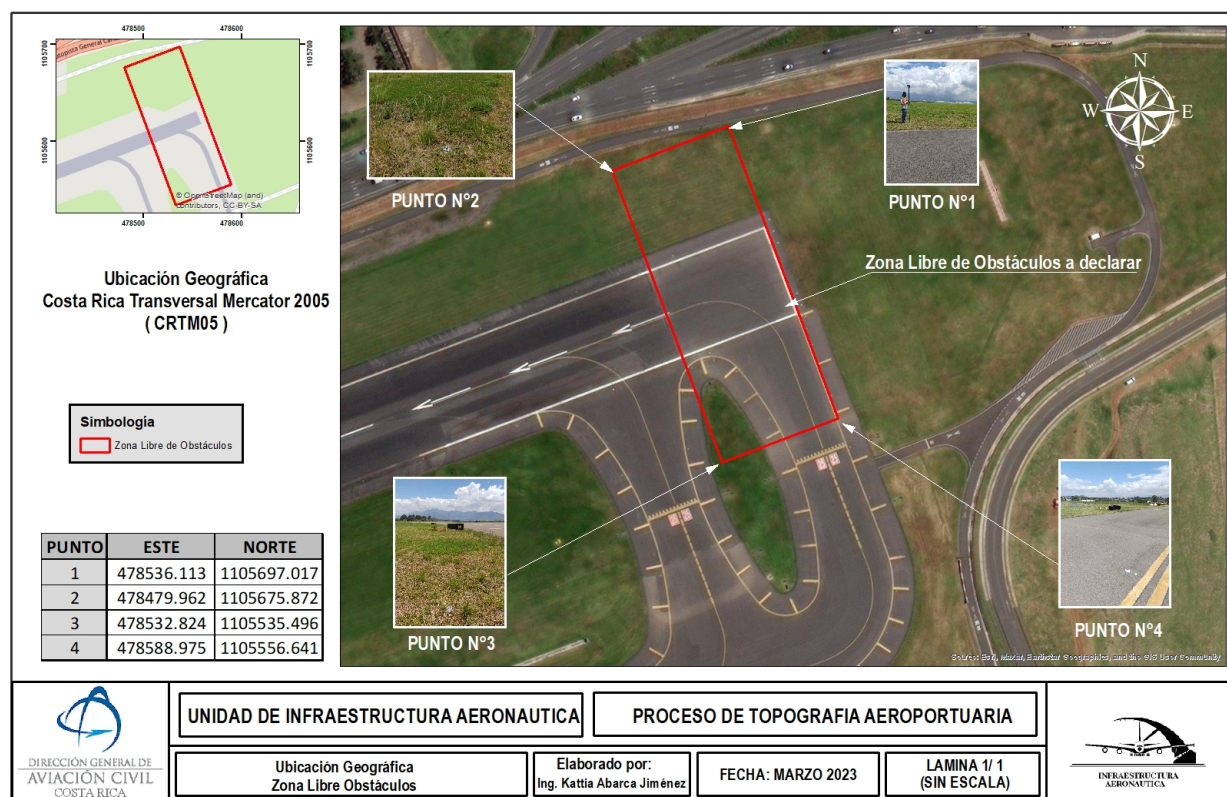 478500
478600
1105700
1105700
1105600
1105600
© OpenStreetMap (and)
contributors, CC-BY-SA
478500
478600
Ubicación Geográfica
Costa Rica Transversal Mercator 2005
( CRTM05 )
Simbología
Zona Libre de Obstáculos
PUNTO ESTE NORTE
1 478536.113 1105697.017
2 478479.962 1105675.872
3 478532.824 1105535.496
4 478588.975 1105556.641
PUNTO N°2
PUNTO N°1
N
W
E
S
Zona Libre de Obstáculos a declarar
PUNTO N°3
PUNTO N°4
Source: Esri, Maxar, Earthstar Geographics, and the GIS User Community
DIRECCIÓN GENERAL DE
AVIACIÓN CIVIL
COSTA RICA
UNIDAD DE INFRAESTRUCTURA AERONAUTICA
PROCESO DE TOPOGRAFIA AEROPORTUARIA
Ubicación Geográfica
Zona Libre Obstáculos
Elaborado por:
Ing. Kattia Abarca Jiménez
FECHA: MARZO 2023
LAMINA 1/ 1
(SIN ESCALA)
INFRAESTRUCTURA
AERONAUTICA